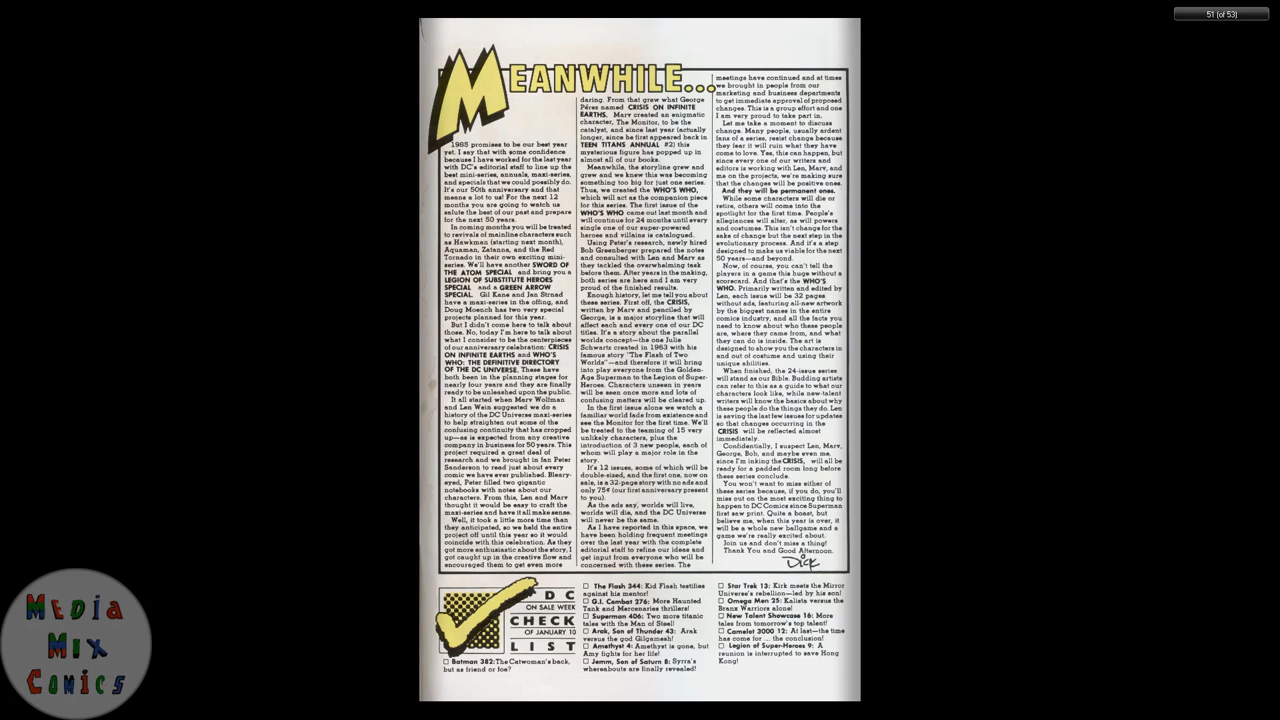 51 (of 53)
MEANWHILE...
1985 promises to be our best year
yet. I say that with some confidence
because I have worked for the last year
with DC's editorial staff to line up the
best mini-series, annuals, maxi-series,
and specials that we could possibly do.
It's our 50th anniversary and that
means a lot to us! For the next 12
months you are going to watch us
salute the best of our past and prepare
for the next 50 years.
In coming months you will be treated
to revivals of mainline characters such
as Hawkman (starting next month),
Aquaman, Zatanna, and the Red
Tornado in their own exciting mini-
series. We'll have another SWORD OF
THE ATOM SPECIAL and bring you a
LEGION OF SUBSTITUTE HEROES
SPECIAL and a GREEN ARROW
SPECIAL. Gil Kane and Jan Strnad
have a maxi-series in the offing, and
Doug Moench has two very special
projects planned for this year.
But I didn't come here to talk about
those. No, today I'm here to talk about
what I consider to be the centerpieces
of our anniversary celebration: CRISIS
ON INFINITE EARTHS and WHO'S
WHO: THE DEFINITIVE DIRECTORY
OF THE DC UNIVERSE. These have
both been in the planning stages for
nearly four years and they are finally
ready to be unleashed upon the public.
It all started when Marv Wolfman
and Len Wein suggested we do a
history of the DC Universe maxi-series
to help straighten out some of the
confusing continuity that has cropped
up—as is expected from any creative
company in business for 50 years. This
project required a great deal of
research and we brought in fan Peter
Sanderson to read just about every
comic we have ever published. Bleary-
eyed, Peter filled two gigantic
notebooks with notes about our
characters. From this, Len and Marv
thought it would be easy to craft the
maxi-series and have it all make sense.
Well, it took a little more time than
they anticipated, so we held the entire
project off until this year so it would
coincide with this celebration. As they
got more enthusiastic about the story, I
got caught up in the creative flow and
encouraged them to get even more
daring. From that grew what George
Pérez named CRISIS ON INFINITE
EARTHS. Marv created an enigmatic
character, The Monitor, to be the
catalyst, and since last year (actually
longer, since he first appeared back in
TEEN TITANS ANNUAL #2) this
mysterious figure has popped up in
almost all of our books.
Meanwhile, the storyline grew and
grew and we knew this was becoming
something too big for just one series.
Thus, we created the WHO'S WHO,
which will act as the companion piece
for this series. The first issue of the
WHO'S WHO came out last month and
will continue for 24 months until every
single one of our super-powered
heroes and villains is catalogued.
Using Peter's research, newly hired
Bob Greenberger prepared the notes
and consulted with Len and Marv as
they tackled the overwhelming task
before them. After years in the making,
both series are here and I am very
proud of the finished results.
Enough history, let me tell you about
these series. First off, the CRISIS,
written by Marv and penciled by
George, is a major storyline that will
affect each and every one of our DC
titles. It's a story about the parallel
worlds concept—the one Julie
Schwartz created in 1963 with his
famous story "The Flash of Two
Worlds"—and therefore it will bring
into play everyone from the Golden-
Age Superman to the Legion of Super-
Heroes. Characters unseen in years
will be seen once more and lots of
confusing matters will be cleared up.
In the first issue alone we watch a
familiar world fade from existence and
see the Monitor for the first time. We'll
be treated to the teaming of 15 very
unlikely characters, plus the
introduction of 3 new people, each of
whom will play a major role in the
story.
It's 12 issues, some of which will be
double-sized, and the first one, now on
sale, is a 32-page story with no ads and
only 75¢ (our first anniversary present
to you).
As the ads say, worlds will live,
worlds will die, and the DC Universe
will never be the same.
As I have reported in this space, we
have been holding frequent meetings
over the last year with the complete
editorial staff to refine our ideas and
get input from everyone who will be
concerned with these series. The
meetings have continued and at times
we brought in people from our
marketing and business departments
to get immediate approval of proposed
changes. This is a group effort and one
I am very proud to take part in.
Let me take a moment to discuss
change. Many people, usually ardent
fans of a series, resist change because
they fear it will ruin what they have
come to love. Yes, this can happen, but
since every one of our writers and
editors is working with Len, Marv, and
me on the projects, we're making sure
that the changes will be positive ones.
And they will be permanent ones.
While some characters will die or
retire, others will come into the
spotlight for the first time. People's
allegiances will alter, as will powers
and costumes. This isn't change for the
sake of change but the next step in the
evolutionary process. And it's a step
designed to make us viable for the next
50 years—and beyond.
Now, of course, you can't tell the
players in a game this huge without a
scorecard. And that's the WHO'S
WHO. Primarily written and edited by
Len, each issue will be 32 pages
without ads, featuring all-new artwork
by the biggest names in the entire
comics industry, and all the facts you
need to know about who these people
are, where they came from, and what
they can do is inside. The art is
designed to show you the characters in
and out of costume and using their
unique abilities.
When finished, the 24-issue series
will stand as our Bible. Budding artists
can refer to this as a guide to what our
characters look like, while new-talent
writers will know the basics about why
these people do the things they do. Len
is saving the last few issues for updates
so that changes occurring in the
CRISIS will be reflected almost
immediately.
Confidentially, I suspect Len, Marv,
George, Bob, and maybe even me,
since I'm inking the CRISIS, will all be
ready for a padded room long before
these series conclude.
You won't want to miss either of
these series because, if you do, you'll
miss out on the most exciting thing to
happen to DC Comics since Superman
first saw print. Quite a boast, but
believe me, when this year is over, it
will be a whole new ballgame and a
game we're really excited about.
Join us and don't miss a thing!
Thank You and Good Afternoon.
Dick
DC
ON SALE WEEK
CHECK
OF JANUARY 10
LIST
☐ Batman 382: The Catwoman's back,
but as friend or foe?
☐ The Flash 344: Kid Flash testifies
against his mentor!
☐ G.I. Combat 276: More Haunted
Tank and Mercenaries thrillers!
☐ Superman 406: Two more titanic
tales with the Man of Steel!
☐ Arak, Son of Thunder 43: Arak
versus the god Gilgamesh!
☐ Amethyst 4: Amethyst is gone, but
Amy fights for her life!
☐ Jemm, Son of Saturn 8: Syrra's
whereabouts are finally revealed!
☐ Star Trek 13: Kirk meets the Mirror
Universe's rebellion—led by his son!
☐ Omega Men 25: Kalista versus the
Branx Warriors alone!
☐ New Talent Showcase 16: More
tales from tomorrow's top talent!
☐ Camelot 3000 12: At last—the time
has come for ... the conclusion!
☐ Legion of Super-Heroes 9: A
reunion is interrupted to save Hong
Kong!
MEDIA
MIX
COMICS